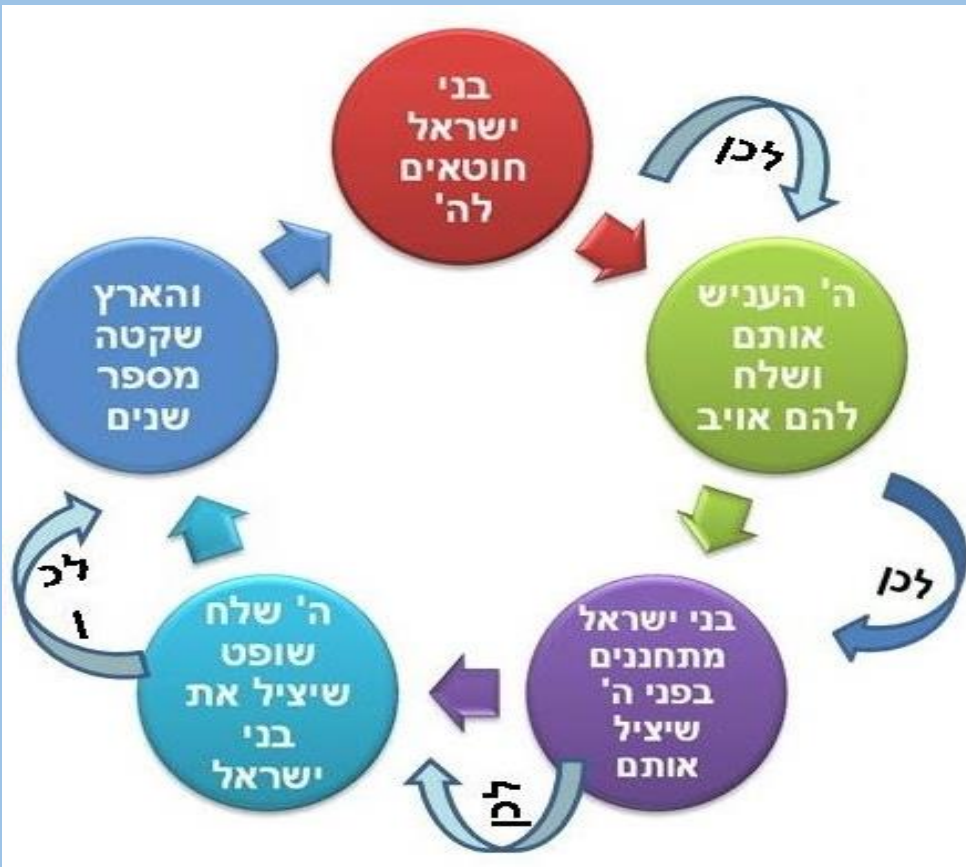 בני
ישראל
חוטאים
לה'
לכן
ה' העניש
אותם
ושלח
להם אויב
לכן
בני ישראל
מתחננים
בפני ה'
שיציל
אותם
לכן
ה' שלח
שופט
שיציל את
בני
ישראל
לכ
ן
והארץ
שקטה
מספר
שנים